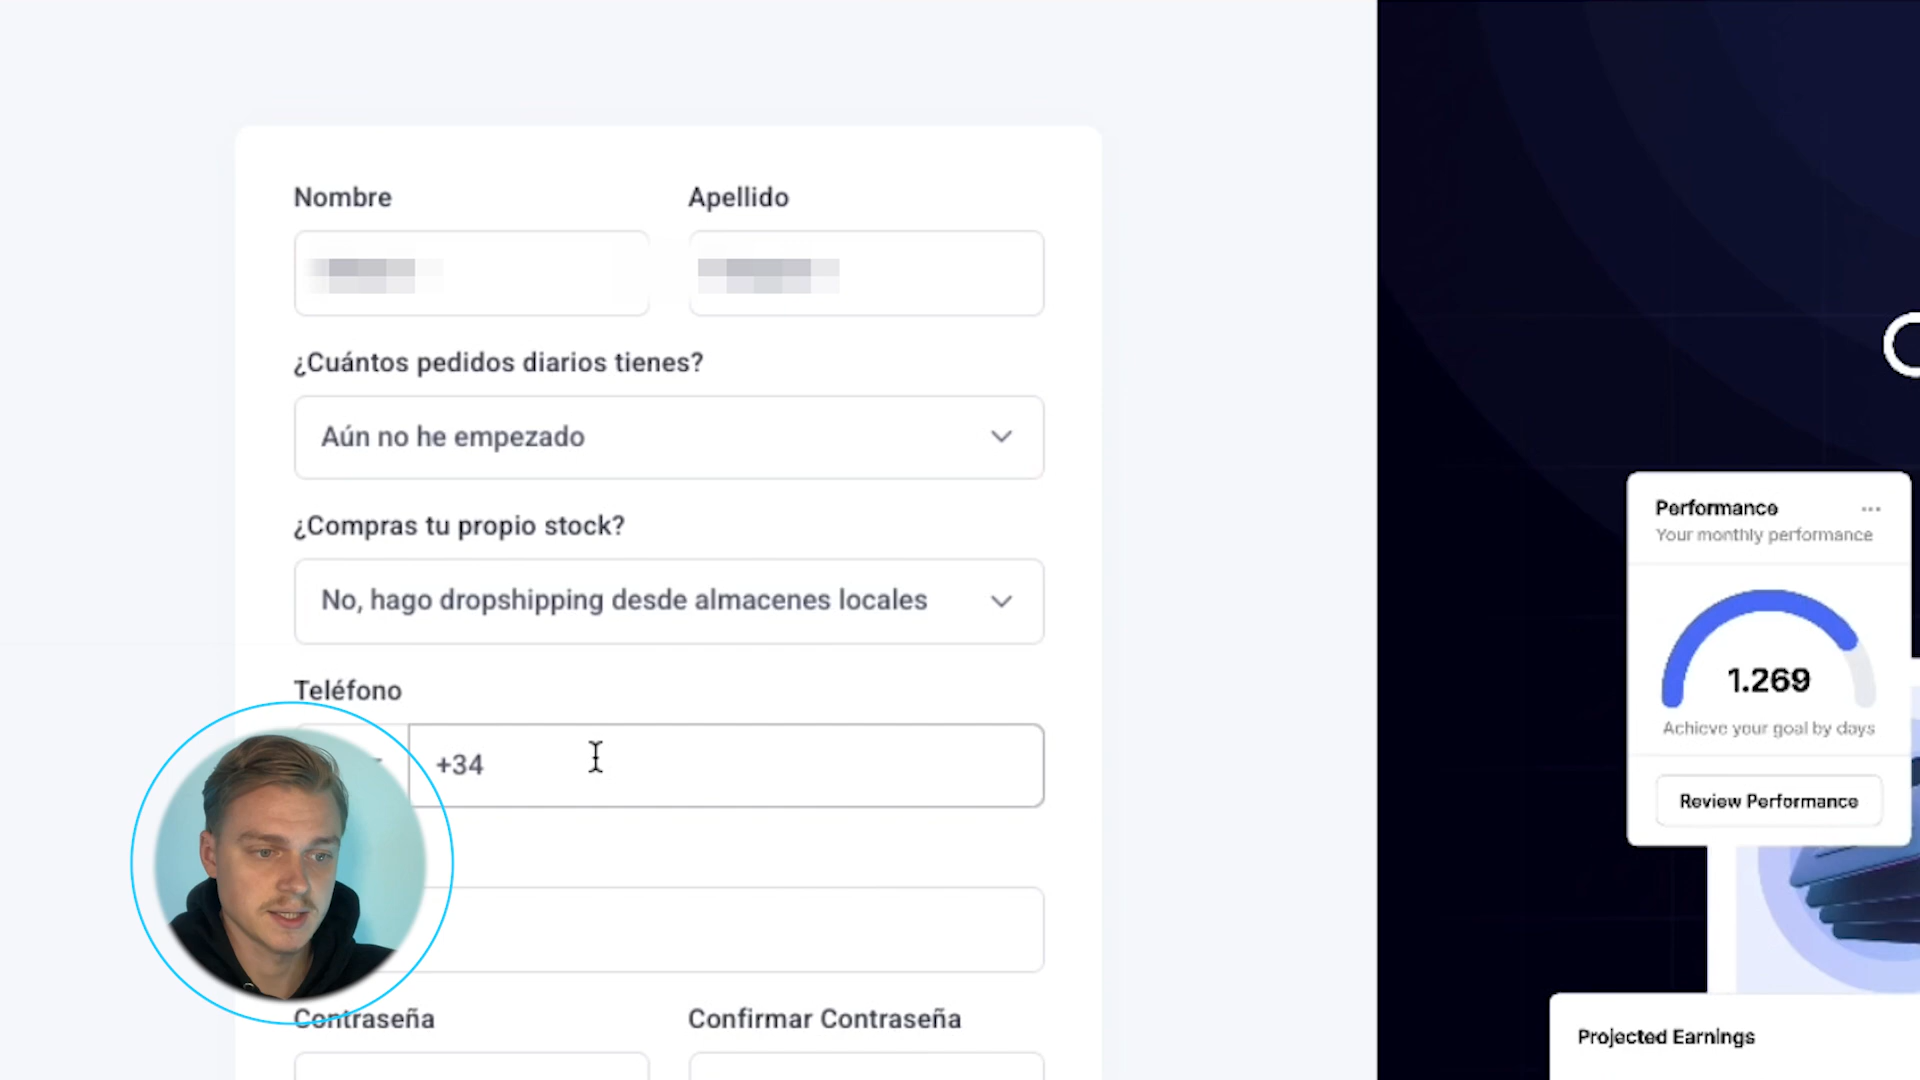 Nombre
Apellido
¿Cuántos pedidos diarios tienes?
Aún no he empezado
¿Compras tu propio stock?
No, hago dropshipping desde almacenes locales
Teléfono
+34
Contraseña
Confirmar Contraseña
Performance
Your monthly performance
1.269
Achieve your goal by days
Review Performance
Projected Earnings